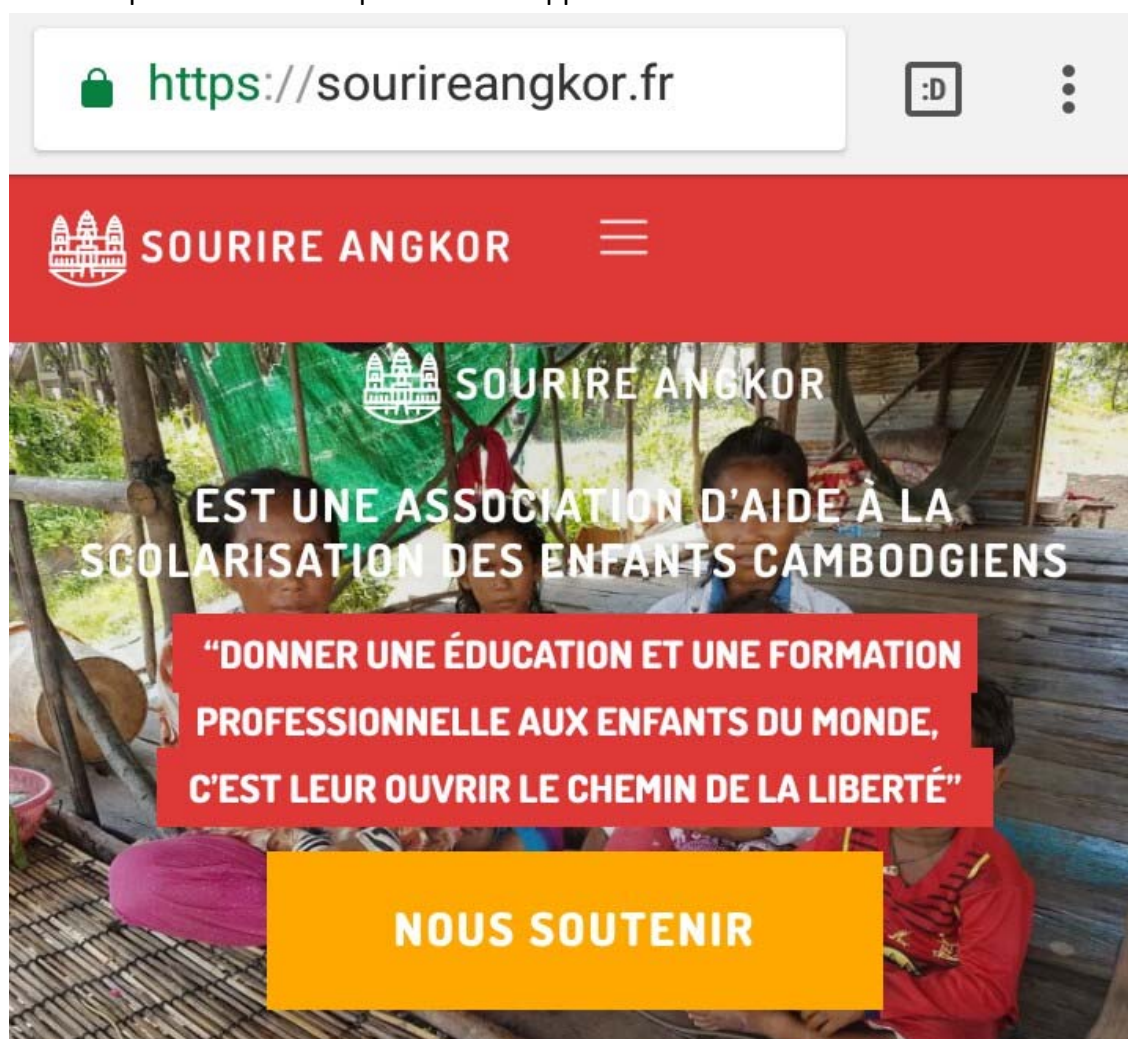 https://sourireangkor.fr
:D
SOURIRE ANGKOR
SOURIRE ANGKOR
EST UNE ASSOCIATION D'AIDE À LA
SCOLARISATION DES ENFANTS CAMBODGIENS
“DONNER UNE ÉDUCATION ET UNE FORMATION
PROFESSIONNELLE AUX ENFANTS DU MONDE,
C'EST LEUR OUVRIR LE CHEMIN DE LA LIBERTÉ”
NOUS SOUTENIR